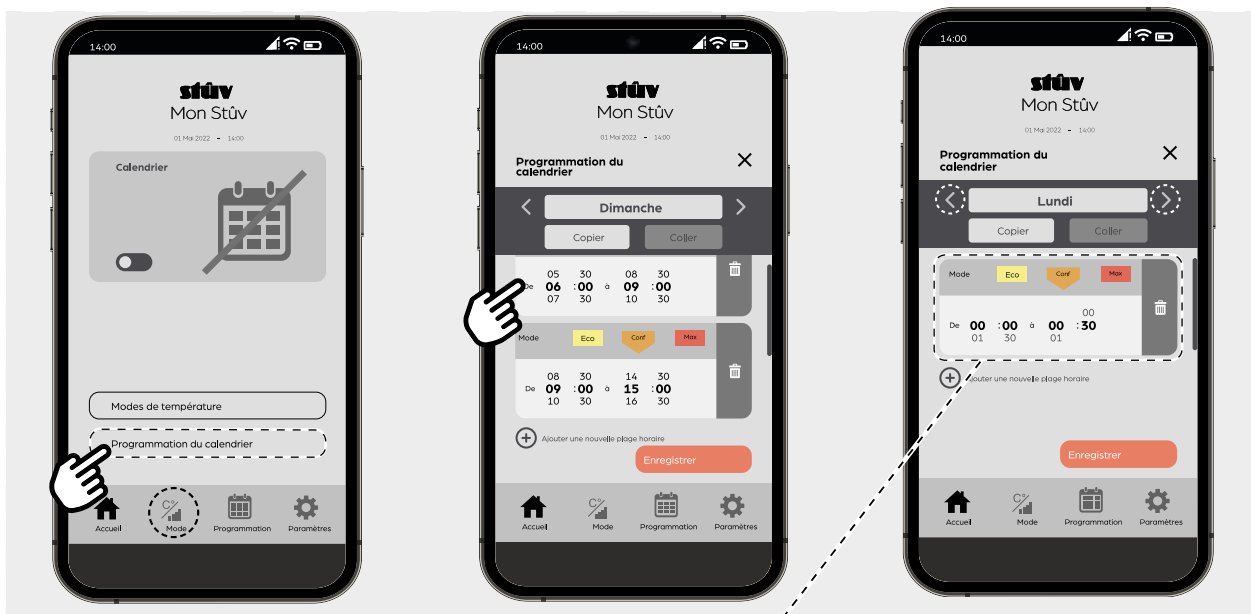 14:00
stûv
Mon Stûv
01 Mai 2022 - 14:00
Calendrier
Modes de température
Programmation du calendrier
Accueil
Mode
Programmation
Paramètres
14:00
stûv
Mon Stûv
01 Mai 2022 - 14:00
Programmation du
calendrier
Dimanche
Copier Coller
05 30 08 30
De 06 :00 à 09 :00
07 30 10 30
Mode Eco Conf Max
08 30 14 30
De 09 :00 à 15 :00
10 30 16 30
Ajouter une nouvelle plage horaire
Enregistrer
C°/
Accueil Mode Programmation Paramètres
14:00
stûv
Mon Stûv
01 Mai 2022 - 14:00
Programmation du
calendrier
Lundi
Copier Coller
Mode Eco Conf Max
00
De 00 :00 à 00 :30
01 30 01
Ajouter une nouvelle plage horaire
Enregistrer
C°/
Accueil Mode Programmation Paramètres